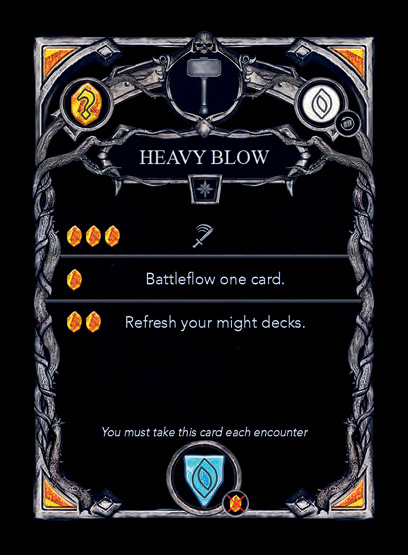 ?
HEAVY BLOW
Battleflow one card.
Refresh your might decks.
You must take this card each encounter